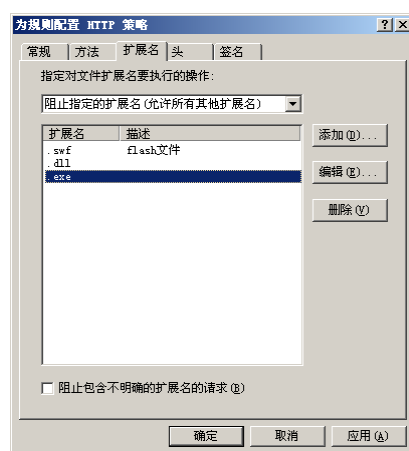 为规则配置 HTTP 策略
常规 方法 扩展名 头 签名
指定对文件扩展名要执行的操作:
阻止指定的扩展名(允许所有其他扩展名)
扩展名 描述
添加(D)...
.swf flash文件
.dll
编辑(E)...
.exe
删除(V)
阻止包含不明确的扩展名的请求(B)
确定 取消 应用(A)